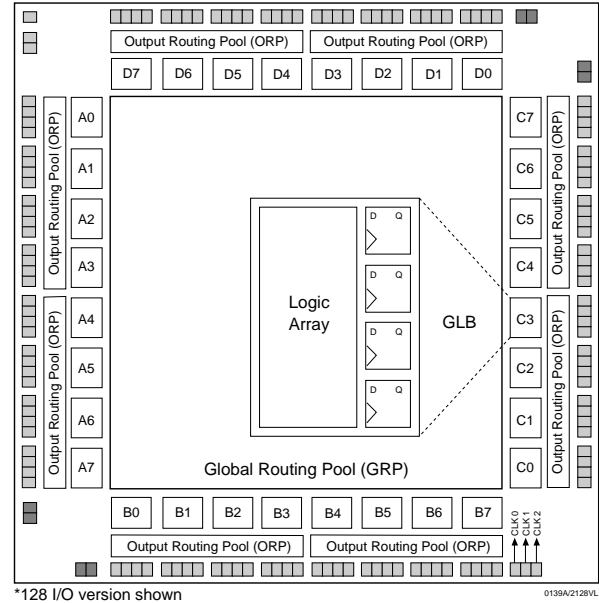 Output Routing Pool (ORP)
Output Routing Pool (ORP)
D7
D6
D5
D4
D3
D2
D1
D0
Output Routing Pool (ORP)
Output Routing Pool (ORP)
A0
A1
A2
A3
A4
A5
A6
A7
D Q
D Q
D Q
D Q
Logic
Array
GLB
Global Routing Pool (GRP)
C7
C6
C5
C4
C3
C2
C1
C0
Output Routing Pool (ORP)
Output Routing Pool (ORP)
B0
B1
B2
B3
B4
B5
B6
B7
CLK 0
CLK 1
CLK 2
Output Routing Pool (ORP)
Output Routing Pool (ORP)
*128 I/O version shown
0139A/2128VL